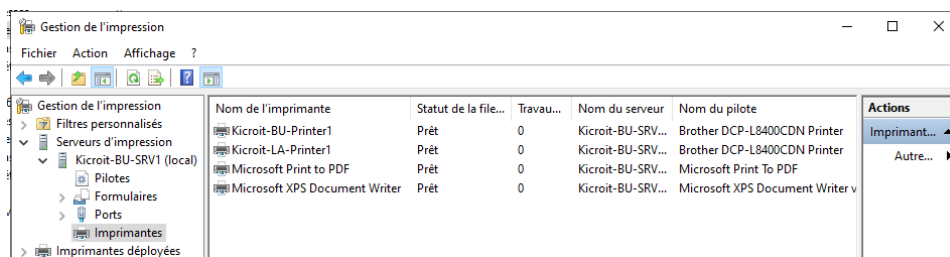 Gestion de l'impression
Fichier Action Affichage ?
Gestion de l'impression
Filtres personnalisés
Serveurs d'impression
Kicroit-BU-SRV1 (local)
Pilotes
Formulaires
Ports
Imprimantes
Imprimantes déployées
Nom de l'imprimante Statut de la file... Travau... Nom du serveur Nom du pilote
Kicroit-BU-Printer1 Prêt 0 Kicroit-BU-SRV... Brother DCP-L8400CDN Printer
Kicroit-LA-Printer1 Prêt 0 Kicroit-BU-SRV... Brother DCP-L8400CDN Printer
Microsoft Print to PDF Prêt 0 Kicroit-BU-SRV... Microsoft Print To PDF
Microsoft XPS Document Writer Prêt 0 Kicroit-BU-SRV... Microsoft XPS Document Writer v
Actions
Imprimant...
Autre...